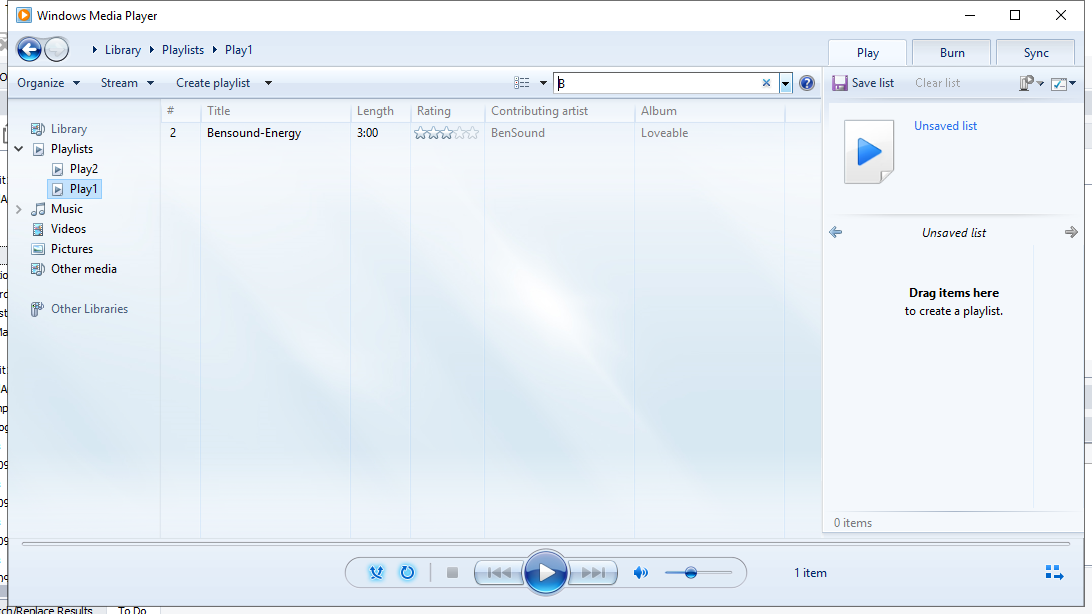 Windows Media Player
Library Playlists Play1
Play Burn Sync
Organize Stream Create playlist
B
Save list Clear list
# Title Length Rating Contributing artist Album
2 Bensound-Energy 3:00 BenSound Loveable
Library
Playlists
Play2
Play1
Music
Videos
Pictures
Other media
Other Libraries
Unsaved list
Unsaved list
Drag items here
to create a playlist.
0 items
1 item
ch/Replace Results To Do